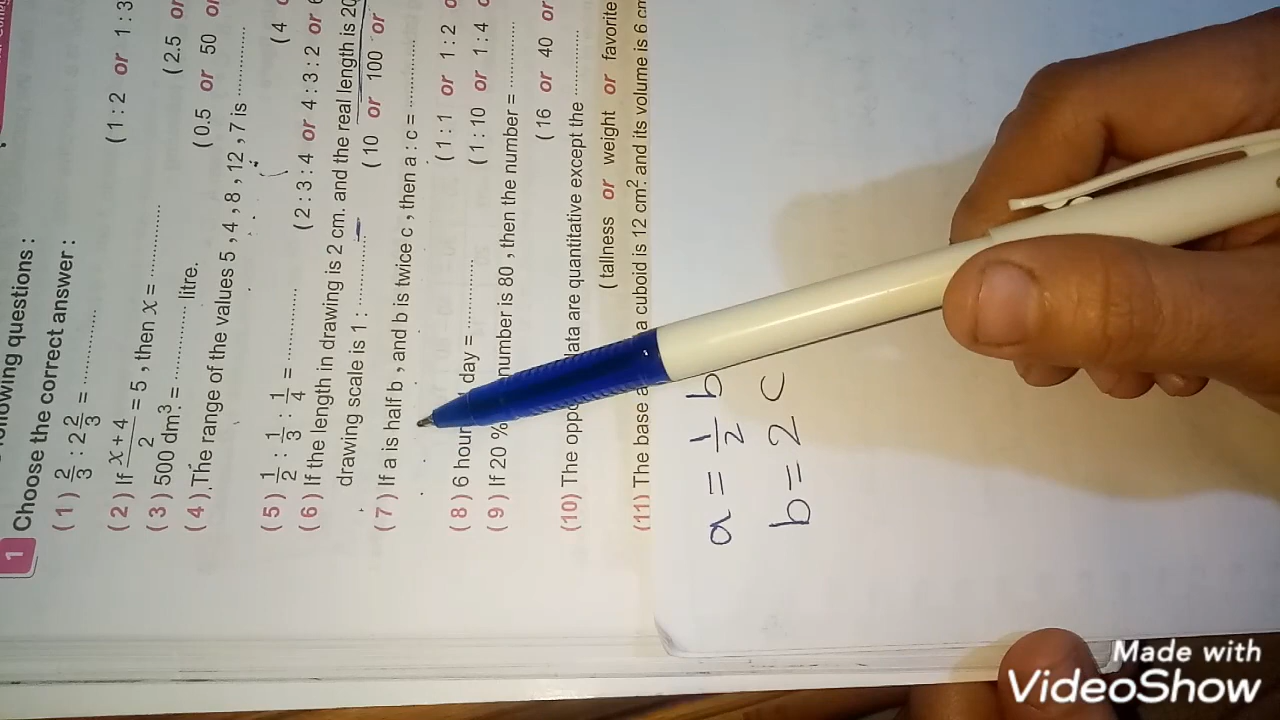 1 Choose the correct answer :
(1) 2/3 : 2 2/3 = ............ (1 : 2 or 1 : 3
(2) If (x + 4)/2 = 5 , then x = ............ (2.5 or
(3) 500 dm³. = ............ litre. (0.5 or 50 or
(4) The range of the values 5 , 4 , 8 , 12 , 7 is ............
(4
(5) 1/2 : 1/3 : 1/4 = ............ (2 : 3 : 4 or 4 : 3 : 2 or 6
(6) If the length in drawing is 2 cm. and the real length is 20
drawing scale is 1 : ............ (10 or 100 or
(7) If a is half b , and b is twice c , then a : c = ............
(1 : 1 or 1 : 2
(8) 6 hour day = ............ (1 : 10 or 1 : 4
(9) If 20 % number is 80 , then the number = ............
(16 or 40 or
(10) The data are quantitative except the ............
(tallness or weight or favorite
(11) The base a cuboid is 12 cm². and its volume is 6 cm
a = 1/2 b
b = 2 c
Made with
VideoShow